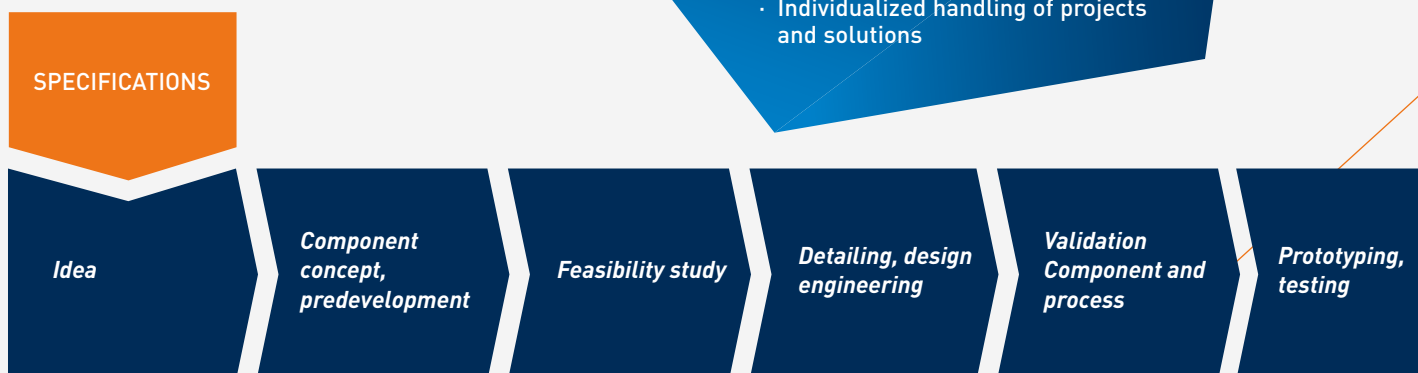 · Individualized handling of projects
and solutions
SPECIFICATIONS
Idea
Component
concept,
predevelopment
Feasibility study
Detailing, design
engineering
Validation
Component and
process
Prototyping,
testing